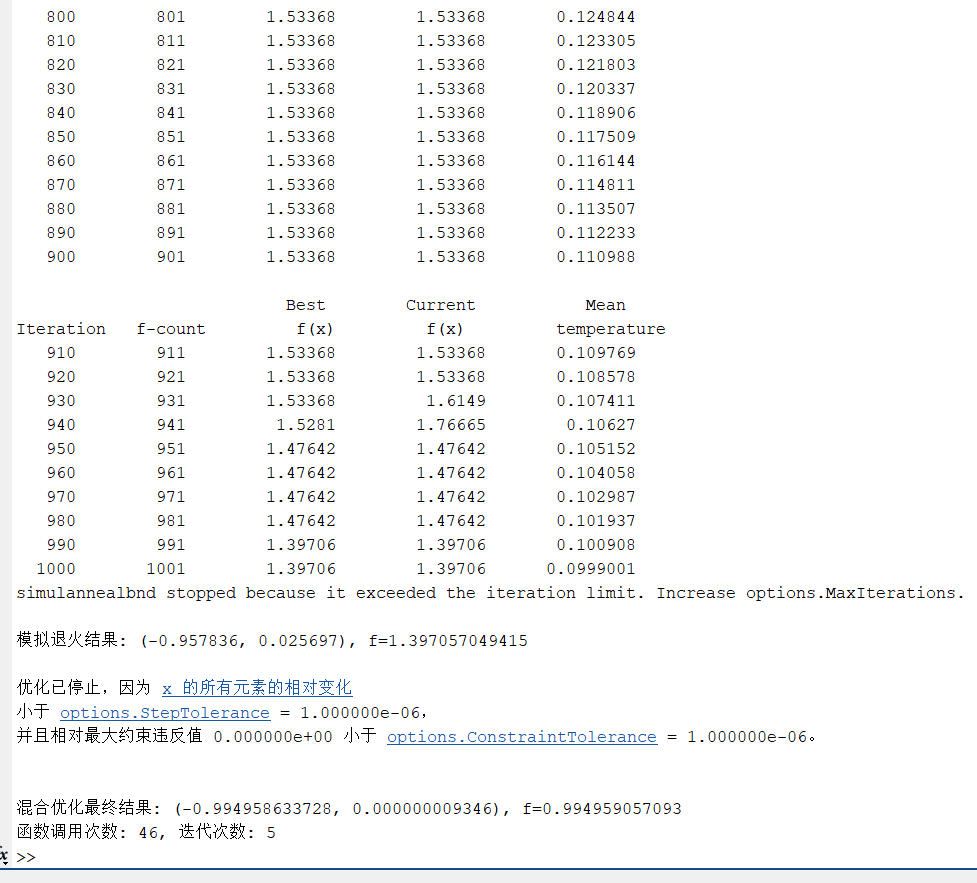 800 801 1.53368 1.53368 0.124844
810 811 1.53368 1.53368 0.123305
820 821 1.53368 1.53368 0.121803
830 831 1.53368 1.53368 0.120337
840 841 1.53368 1.53368 0.118906
850 851 1.53368 1.53368 0.117509
860 861 1.53368 1.53368 0.116144
870 871 1.53368 1.53368 0.114811
880 881 1.53368 1.53368 0.113507
890 891 1.53368 1.53368 0.112233
900 901 1.53368 1.53368 0.110988
Best Current Mean
Iteration f-count f(x) f(x) temperature
910 911 1.53368 1.53368 0.109769
920 921 1.53368 1.53368 0.108578
930 931 1.53368 1.6149 0.107411
940 941 1.5281 1.76665 0.10627
950 951 1.47642 1.47642 0.105152
960 961 1.47642 1.47642 0.104058
970 971 1.47642 1.47642 0.102987
980 981 1.47642 1.47642 0.101937
990 991 1.39706 1.39706 0.100908
1000 1001 1.39706 1.39706 0.0999001
simulannealbnd stopped because it exceeded the iteration limit. Increase options.MaxIterations.
模拟退火结果: (-0.957836, 0.025697), f=1.397057049415
优化已停止，因为 x 的所有元素的相对变化
小于 options.StepTolerance = 1.000000e-06，
并且相对最大约束违反值 0.000000e+00 小于 options.ConstraintTolerance = 1.000000e-06。
混合优化最终结果: (-0.994958633728, 0.000000009346), f=0.994959057093
函数调用次数: 46, 迭代次数: 5
>>